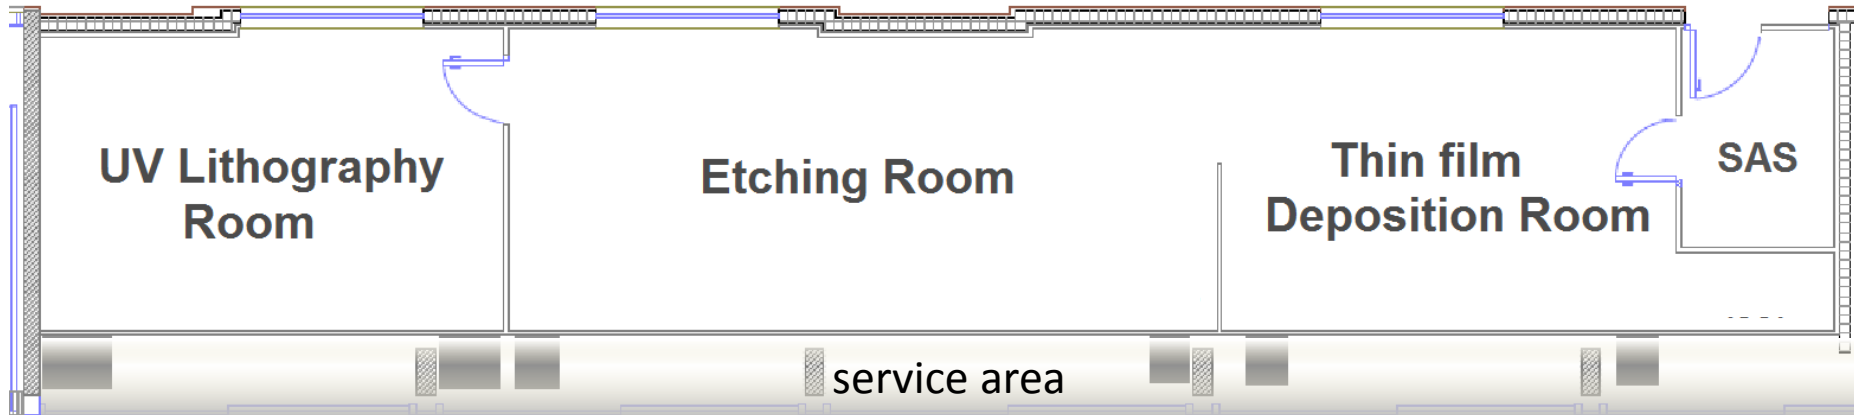 UV Lithography
Room
Etching Room
Thin film
Deposition Room
SAS
service area